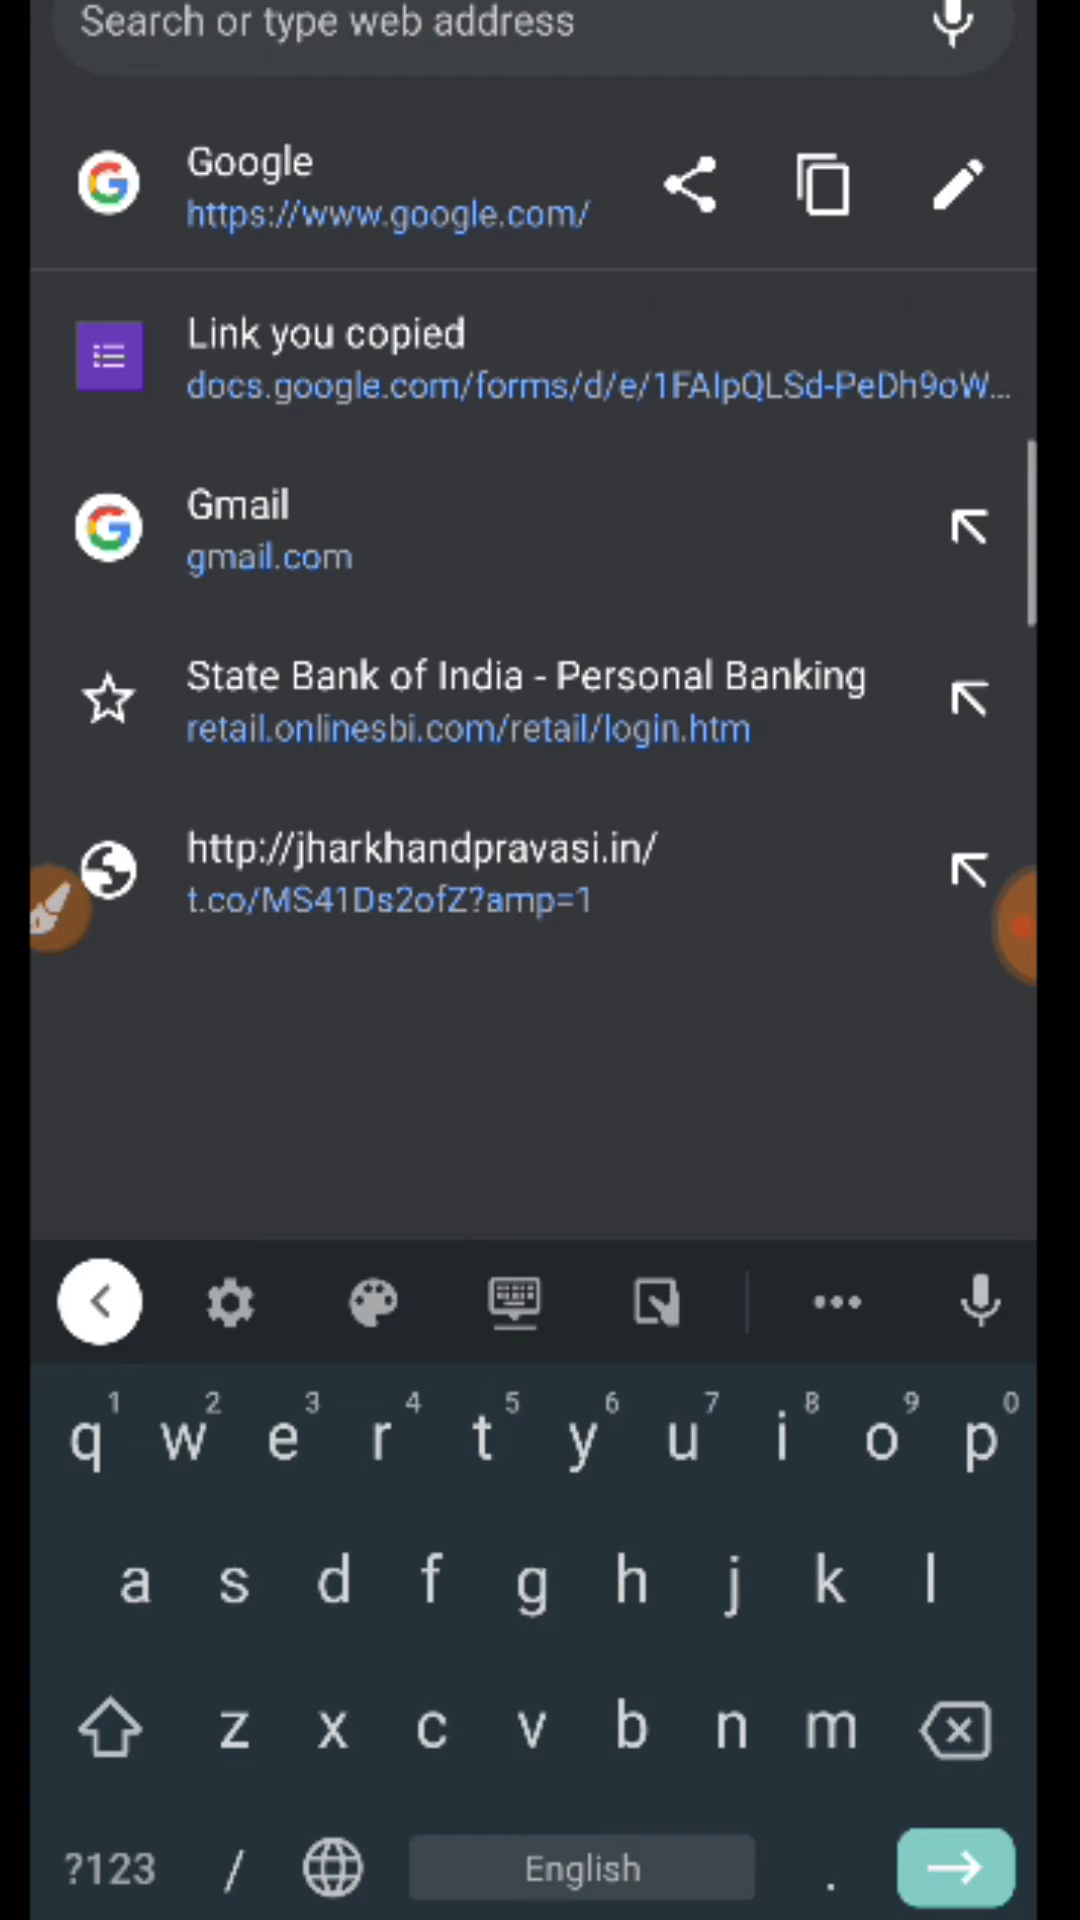 Search or type web address
Google
https://www.google.com/
Link you copied
docs.google.com/forms/d/e/1FAIpQLSd-PeDh9oW...
Gmail
gmail.com
State Bank of India - Personal Banking
retail.onlinesbi.com/retail/login.htm
http://jharkhandpravasi.in/
t.co/MS41Ds2ofZ?amp=1
1 2 3 4 5 6 7 8 9 0
q w e r t y u i o p
a s d f g h j k l
z x c v b n m
?123 / English .